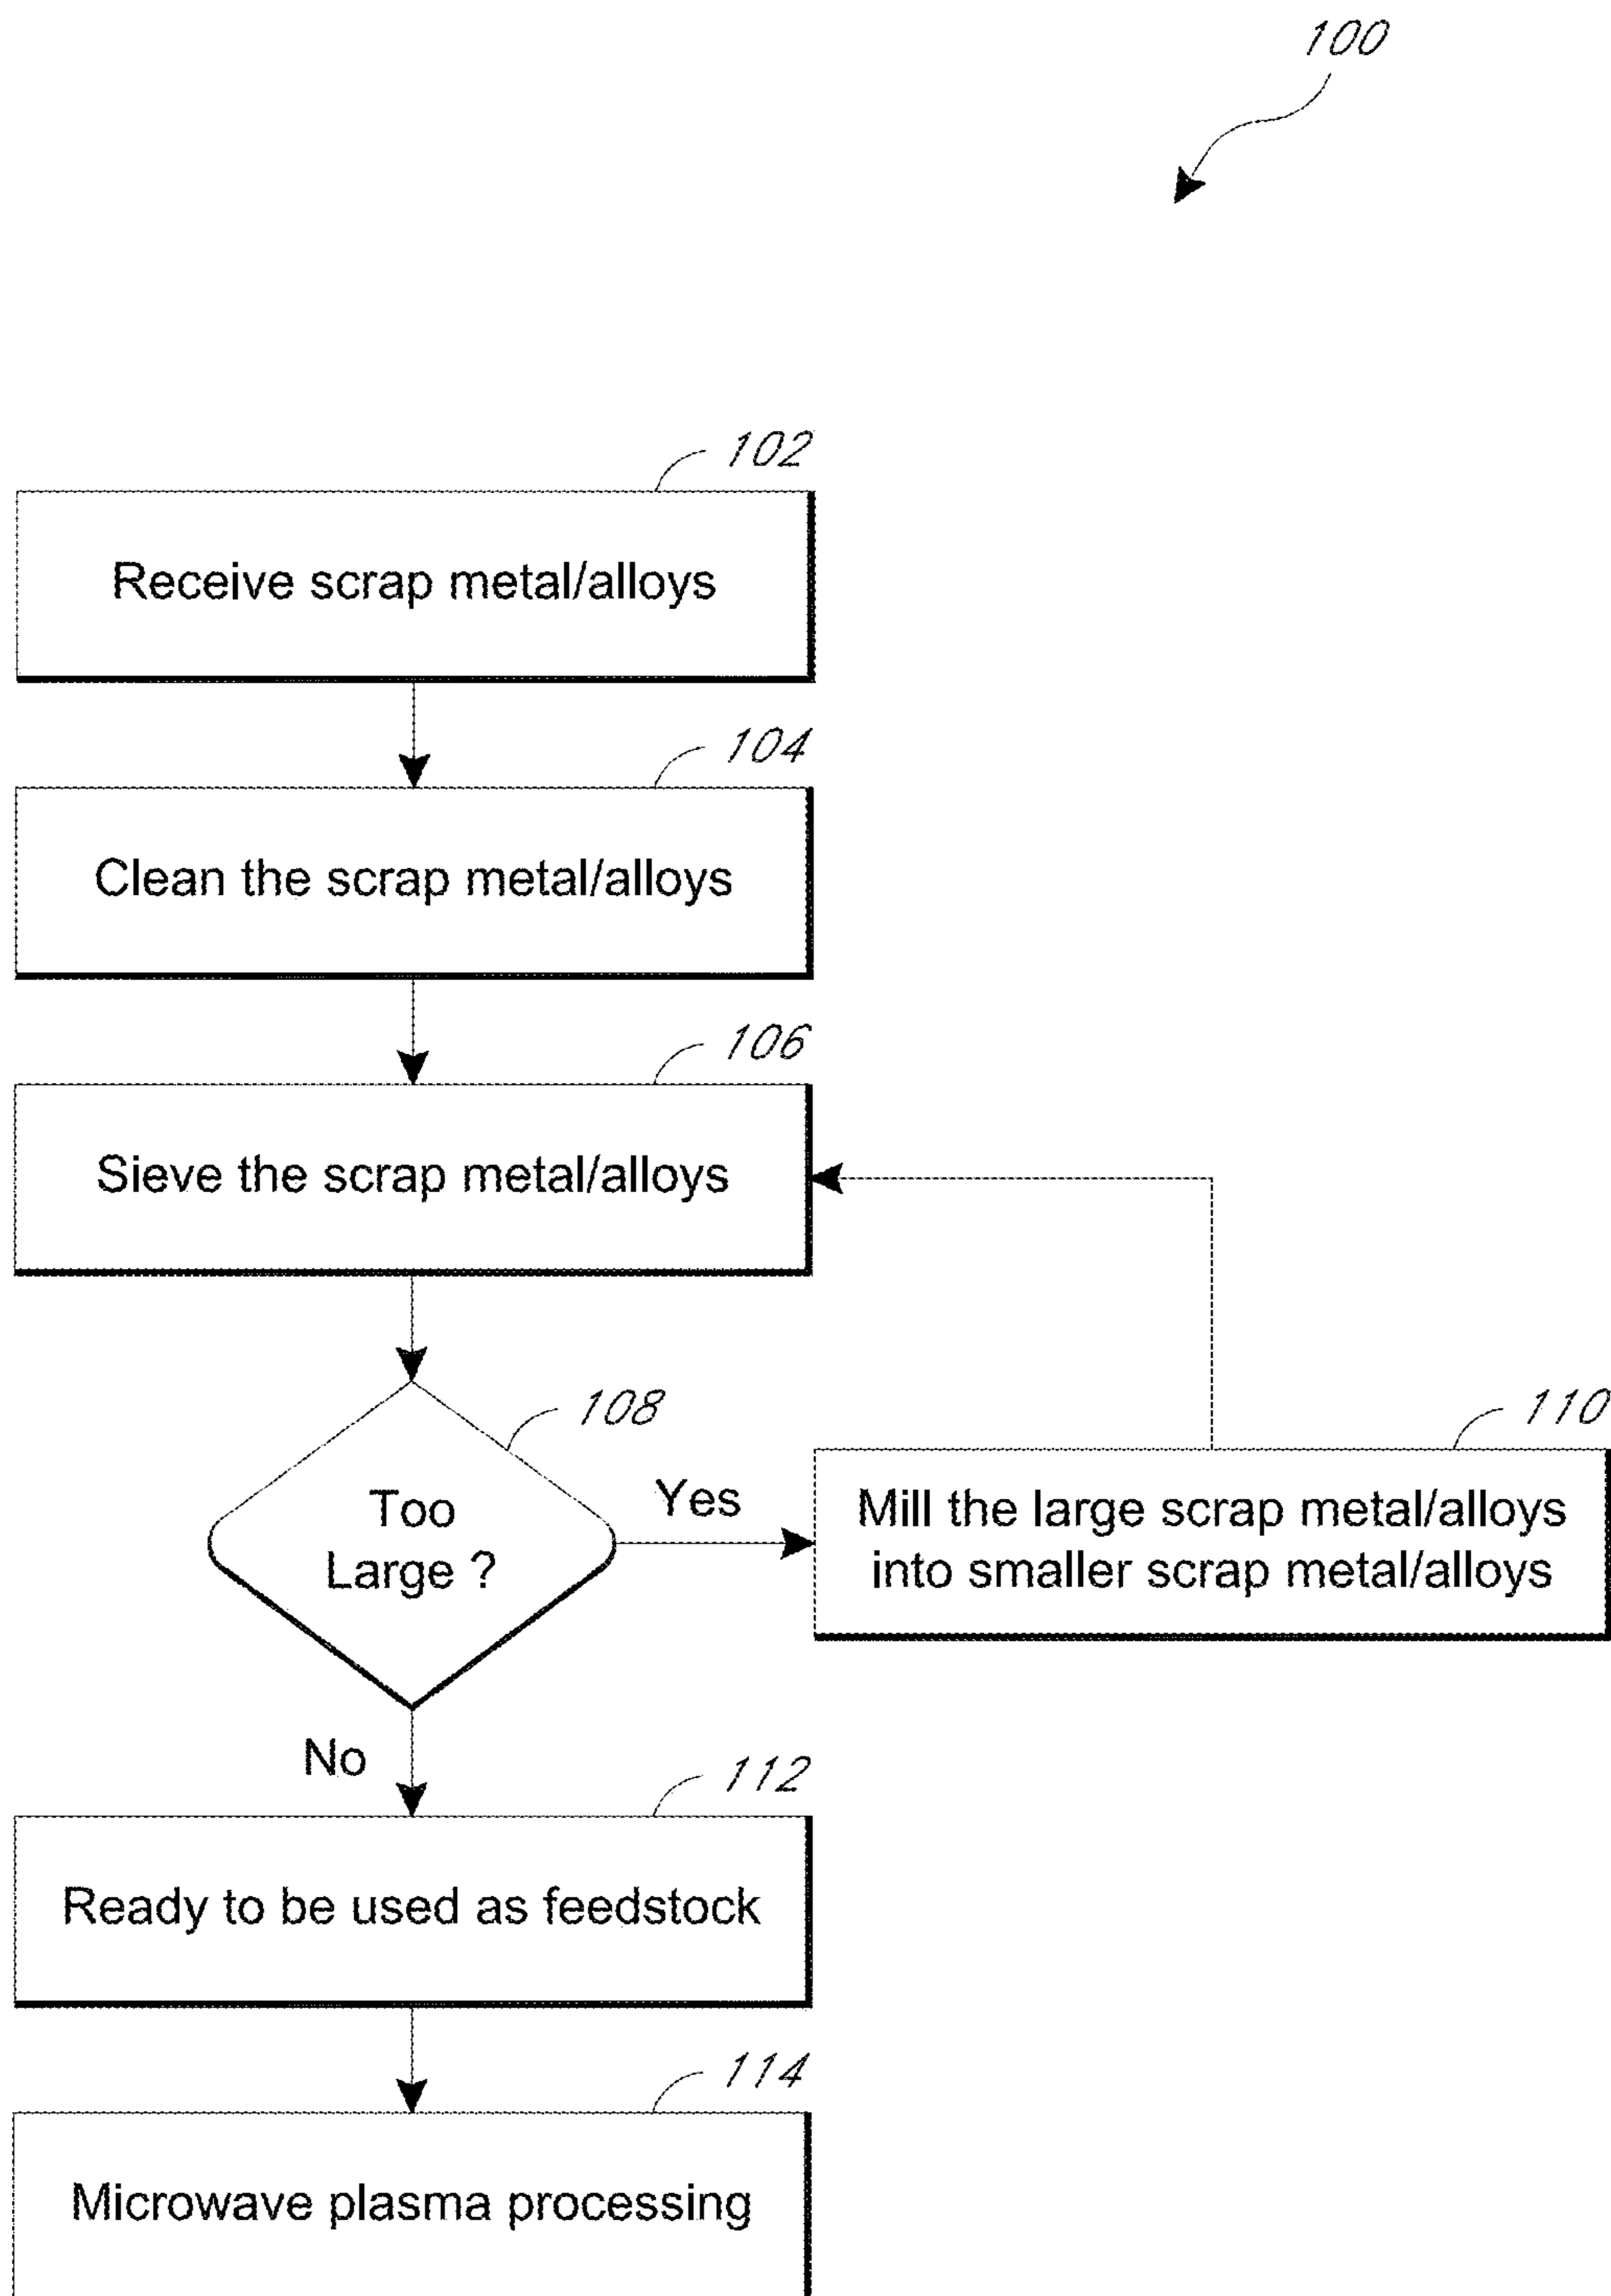 100
102
Receive scrap metal/alloys
104
Clean the scrap metal/alloys
106
Sieve the scrap metal/alloys
108
Too
Large ?
Yes
110
Mill the large scrap metal/alloys
into smaller scrap metal/alloys
No
112
Ready to be used as feedstock
114
Microwave plasma processing